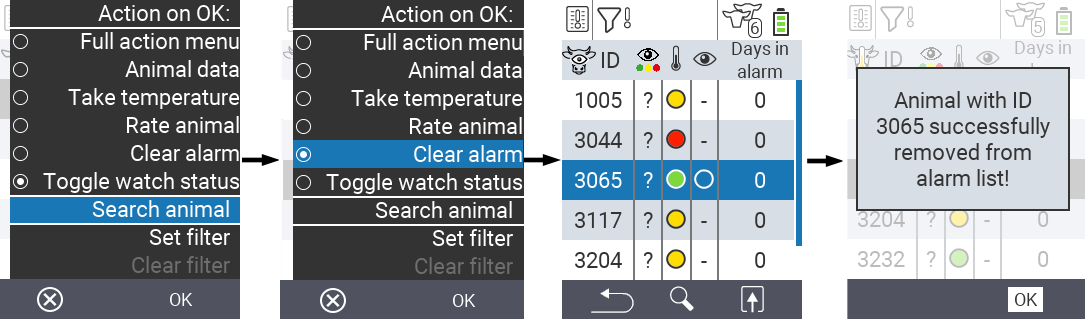 Action on OK:
Full action menu
Animal data
Take temperature
Rate animal
Clear alarm
Toggle watch status
Search animal
Set filter
Clear filter
OK
Action on OK:
Full action menu
Animal data
Take temperature
Rate animal
Clear alarm
Toggle watch status
Search animal
Set filter
Clear filter
OK
6
ID Days in
alarm
1005 ? - 0
3044 ? - 0
3065 ? 0
3117 ? - 0
3204 ? - 0
5
ID Days in
alarm
Animal with ID
3065 successfully
removed from
alarm list!
3204 ? - 0
3232 ? - 0
OK